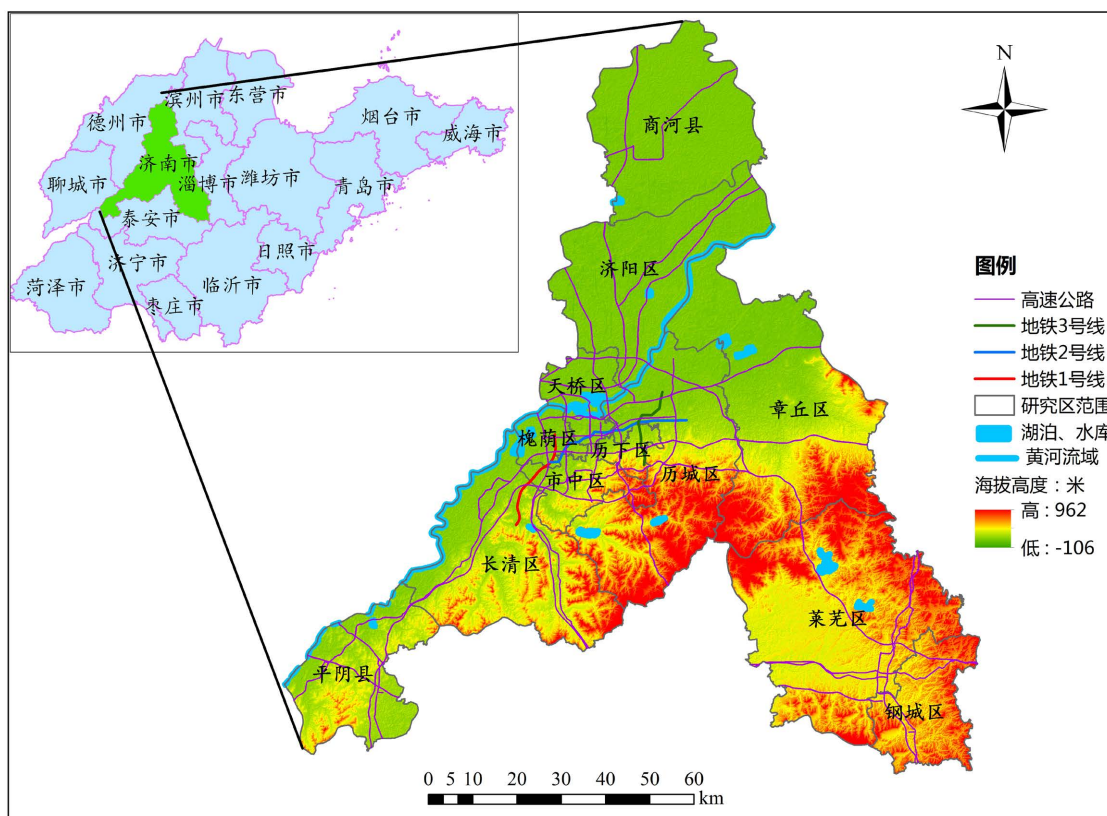 滨州市
东营市
德州市
烟台市
威海市
济南市
聊城市
淄博市
潍坊市
青岛市
泰安市
日照市
济宁市
菏泽市
临沂市
枣庄市
N
商河县
济阳区
天桥区
章丘区
槐荫区
历下区
市中区
历城区
长清区
莱芜区
平阴县
钢城区
图例
高速公路
地铁3号线
地铁2号线
地铁1号线
研究区范围
湖泊、水库
黄河流域
海拔高度：米
高：962
低：-106
0 5 10 20 30 40 50 60
km